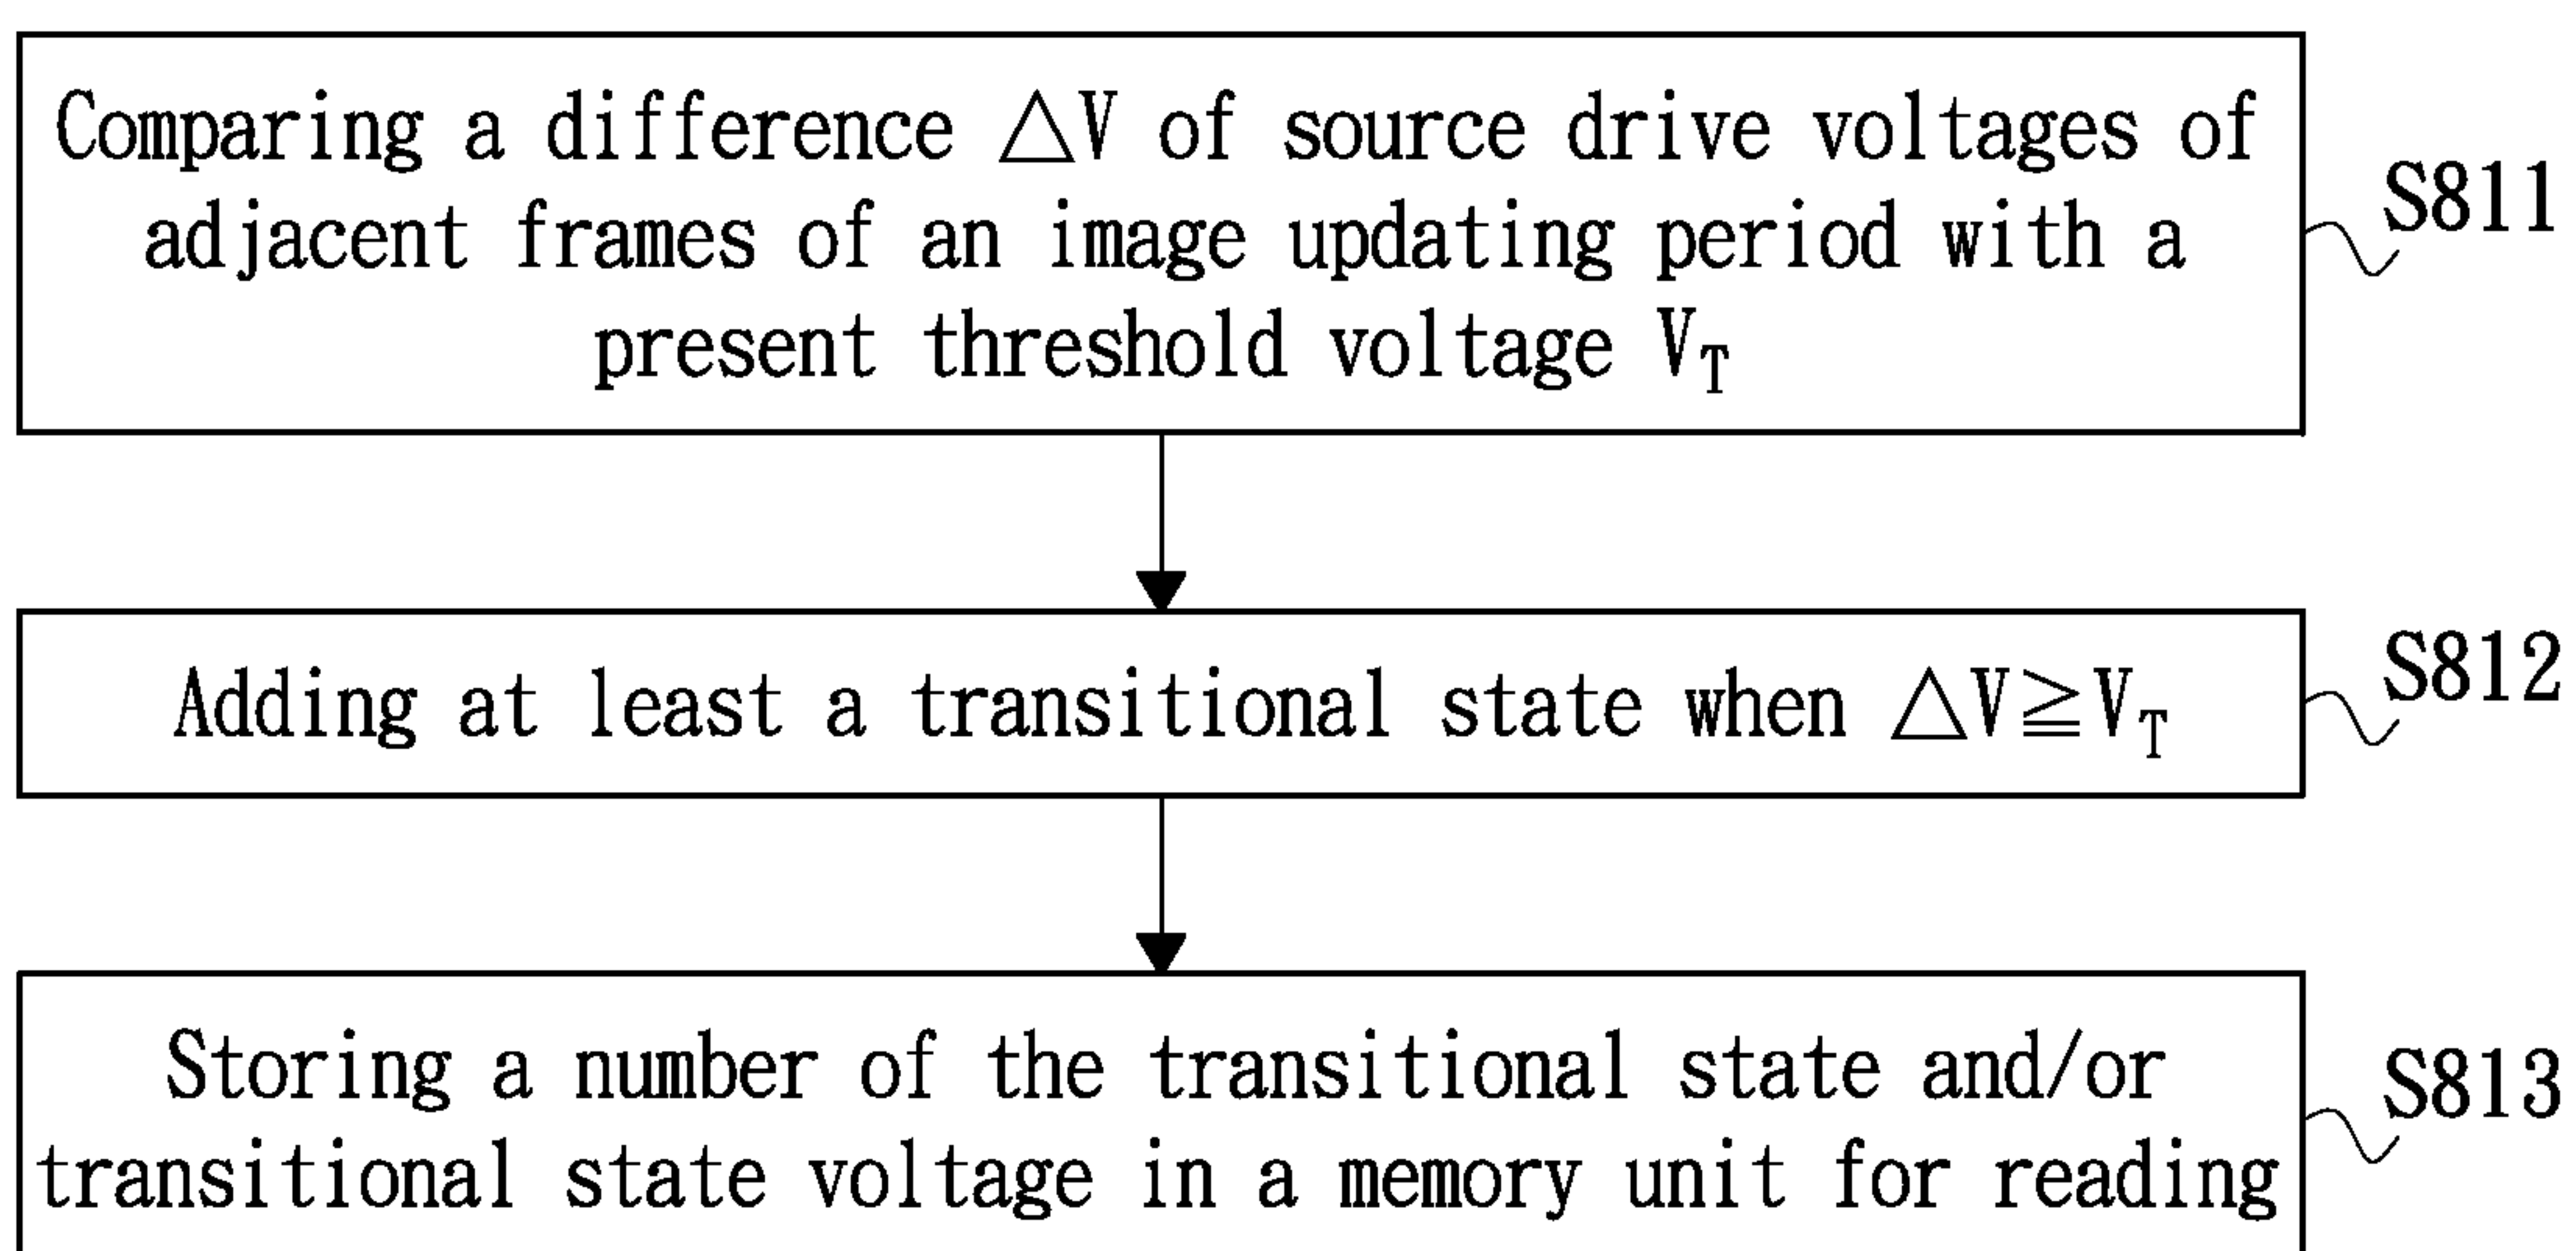 Comparing a difference △V of source drive voltages of
adjacent frames of an image updating period with a
present threshold voltage V_T
S811
Adding at least a transitional state when △V≧V_T
S812
Storing a number of the transitional state and/or
transitional state voltage in a memory unit for reading
S813